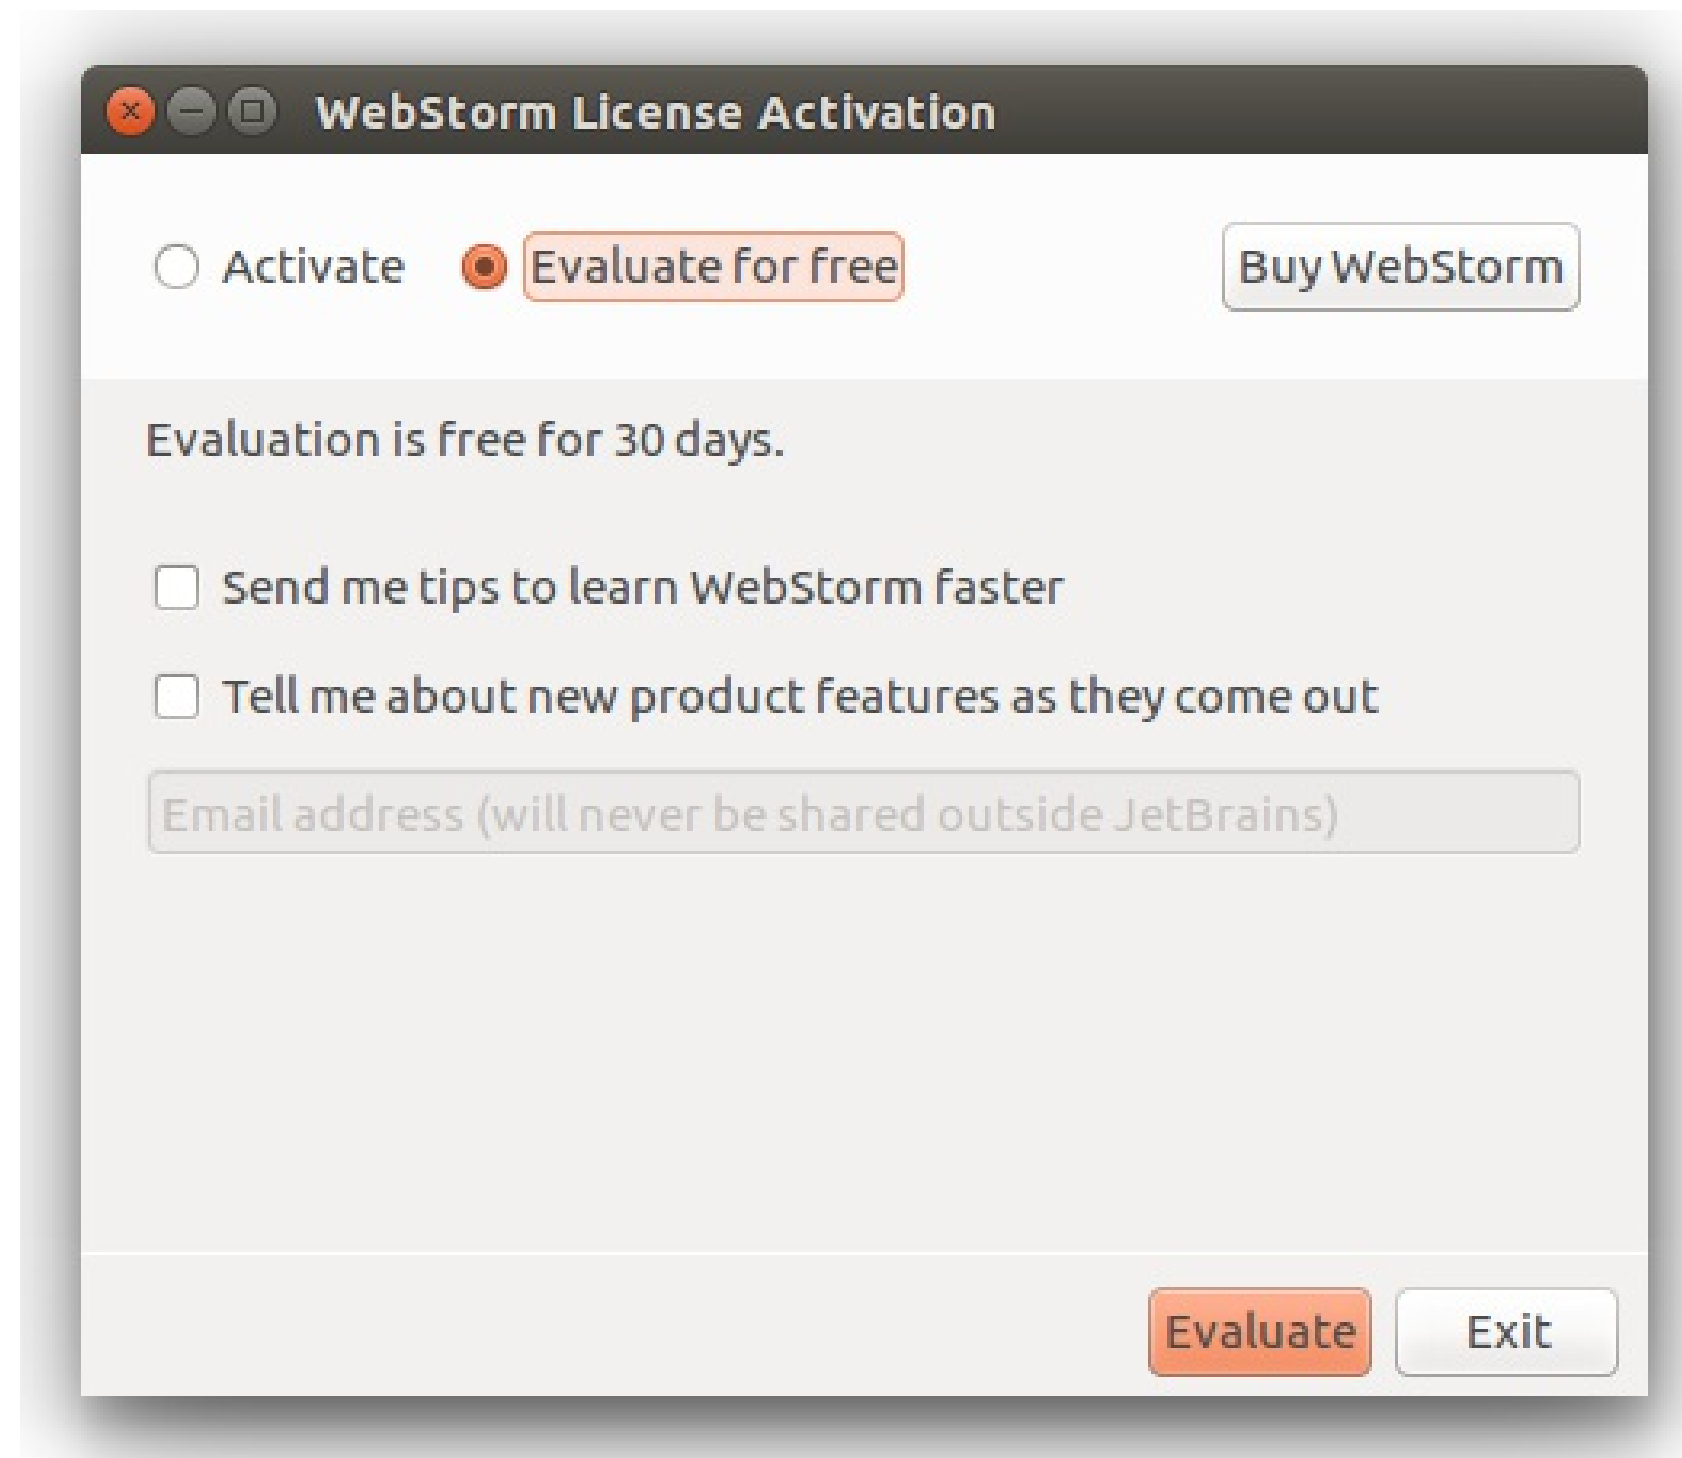 WebStorm License Activation
Activate Evaluate for free Buy WebStorm
Evaluation is free for 30 days.
Send me tips to learn WebStorm faster
Tell me about new product features as they come out
Email address (will never be shared outside JetBrains)
Evaluate Exit